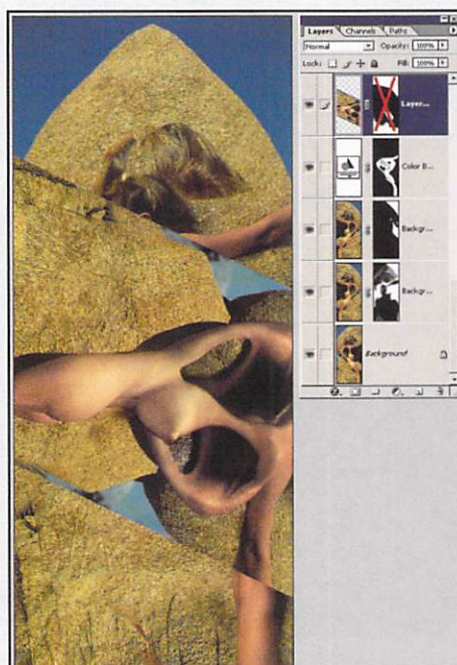 Layers Channels Paths
Normal Opacity: 100%
Lock: Fill: 100%
Layer...
Color B...
Backgr...
Backgr...
Background